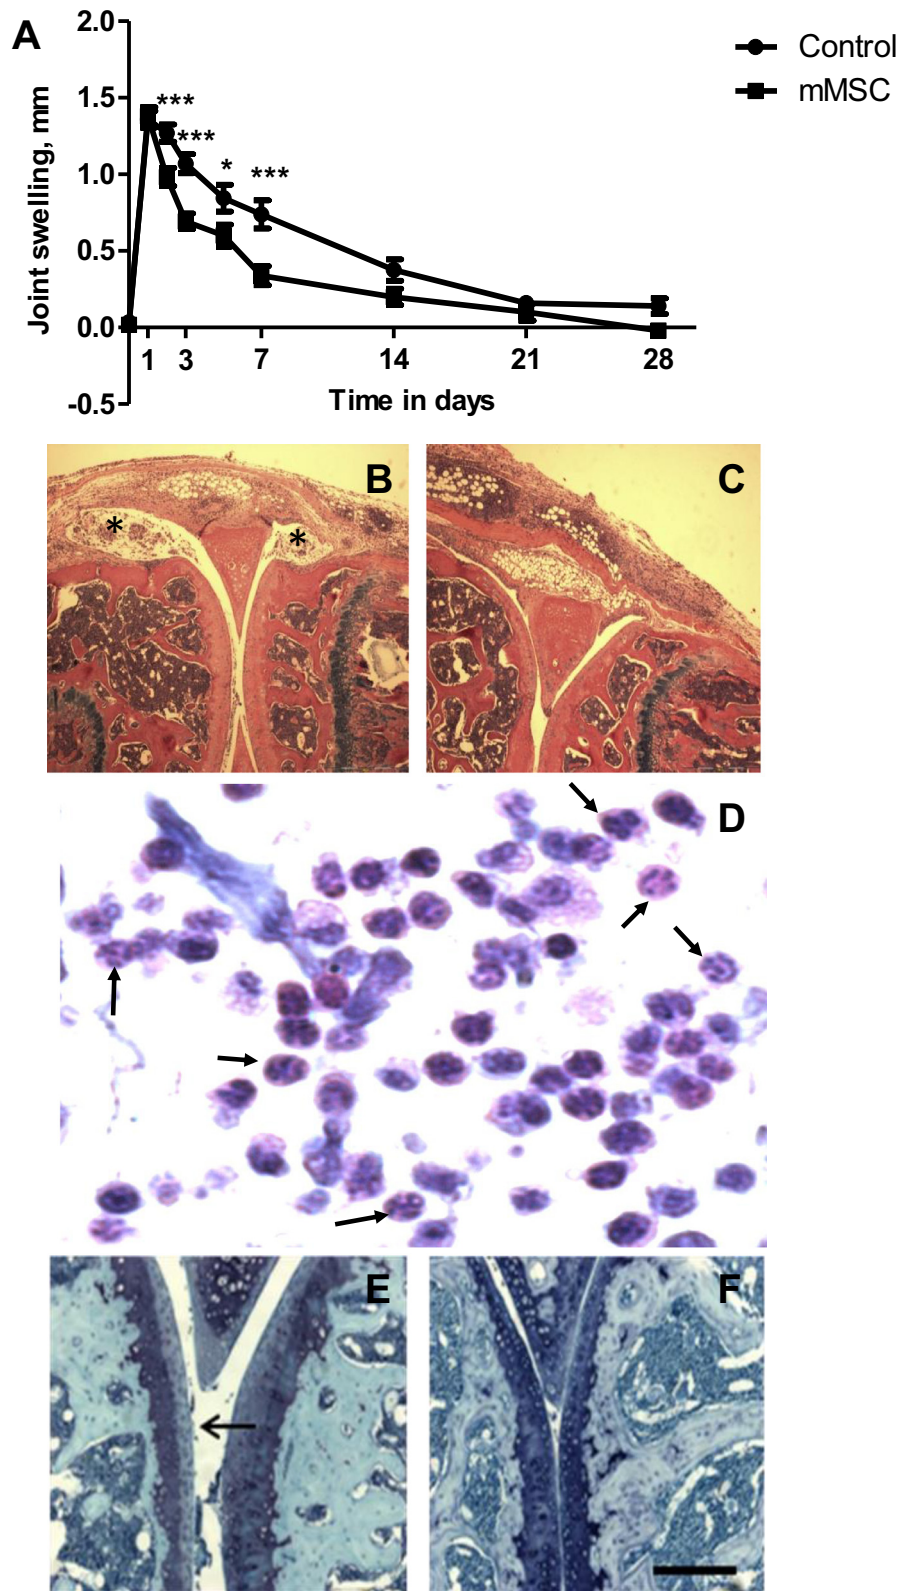 A
2.0
1.5
1.0
0.5
0.0
-0.5
Joint swelling, mm
***
***
*
***
Control
mMSC
1 3 7 14 21 28
Time in days
B
*
*
C
D
E
F